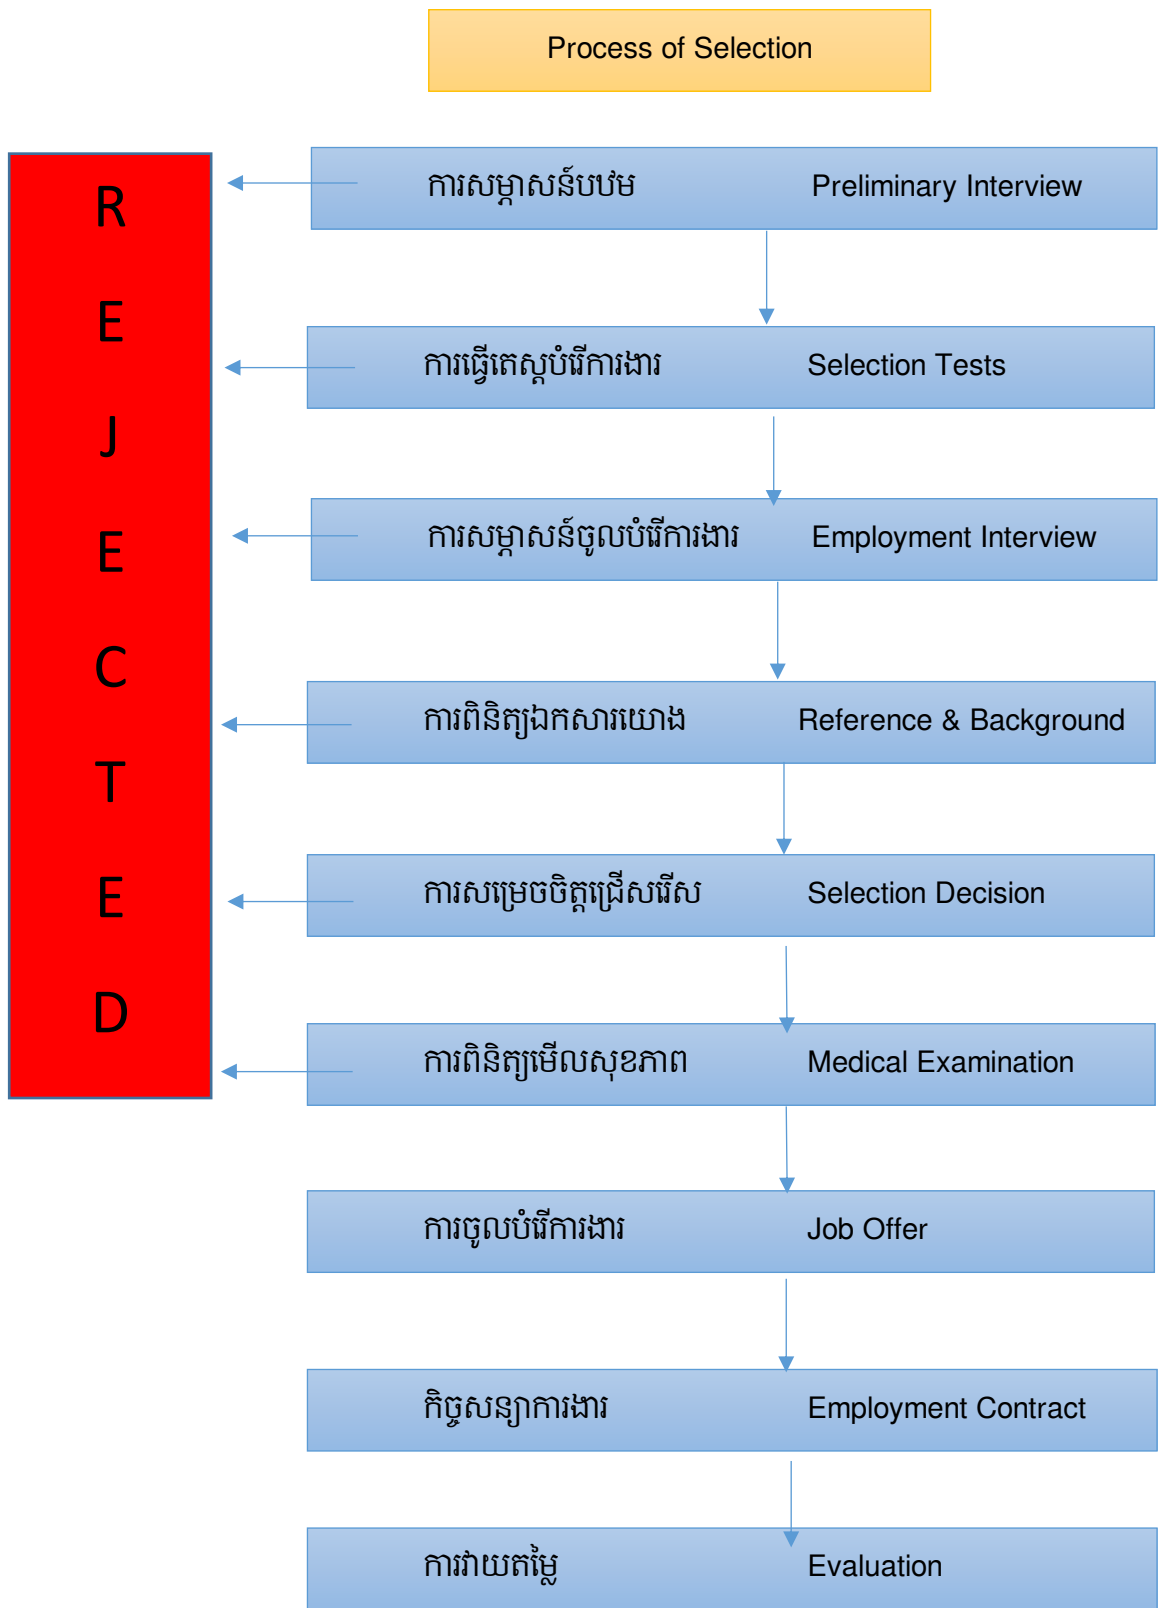 Process of Selection
R
E
J
E
C
T
E
D
ការសម្ភាសន៍បឋម Preliminary Interview
ការធ្វើតេស្តបំរើការងារ Selection Tests
ការសម្ភាសន៍ចូលបំរើការងារ Employment Interview
ការពិនិត្យឯកសារយោង Reference & Background
ការសម្រេចចិត្តជ្រើសរើស Selection Decision
ការពិនិត្យមើលសុខភាព Medical Examination
ការចូលបំរើការងារ Job Offer
កិច្ចសន្យាការងារ Employment Contract
ការវាយតម្លៃ Evaluation